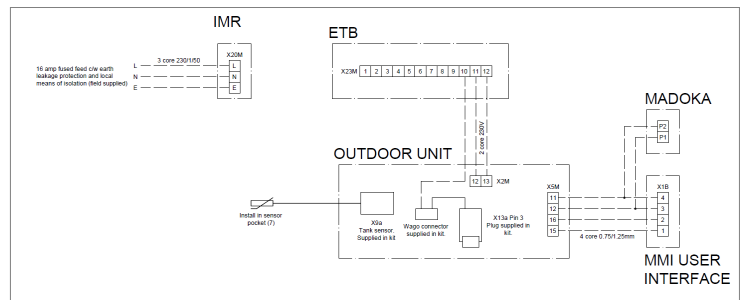 IMR
X20M
L
N
E
3 core 230/1/50
L
N
E
16 amp fused feed c/w earth
leakage protection and local
means of isolation (field supplied)
ETB
X23M
1 2 3 4 5 6 7 8 9 10 11 12
2 core 230V
MADOKA
P2
P1
OUTDOOR UNIT
12 13
X2M
X5M
11
12
16
15
X1B
4
3
2
1
4 core 0.75/1.25mm
X9a
Tank sensor.
Supplied in kit
Wago connector
supplied in kit.
X13a Pin 3
Plug supplied in
kit.
Install in sensor
pocket (7)
MMI USER
INTERFACE